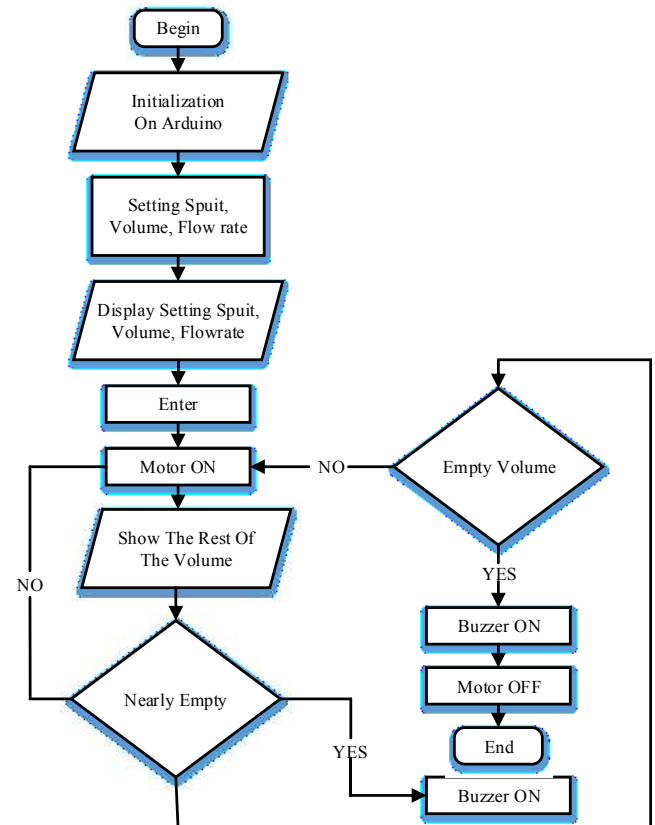 Begin
Initialization
On Arduino
Setting Spuit,
Volume, Flow rate
Display Setting Spuit,
Volume, Flowrate
Enter
Motor ON
NO
Empty Volume
Show The Rest Of
The Volume
NO
YES
Buzzer ON
Motor OFF
Nearly Empty
End
YES
Buzzer ON